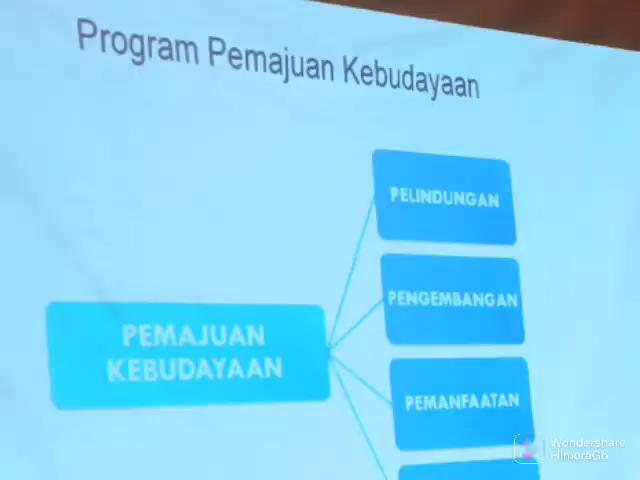 Program Pemajuan Kebudayaan
PELINDUNGAN
PENGEMBANGAN
PEMAJUAN
KEBUDAYAAN
PEMANFAATAN
Wondershare
FilmoraGo